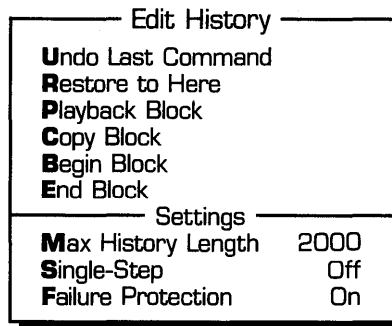 Edit History
Undo Last Command
Restore to Here
Playback Block
Copy Block
Begin Block
End Block
Settings
Max History Length 2000
Single-Step Off
Failure Protection On